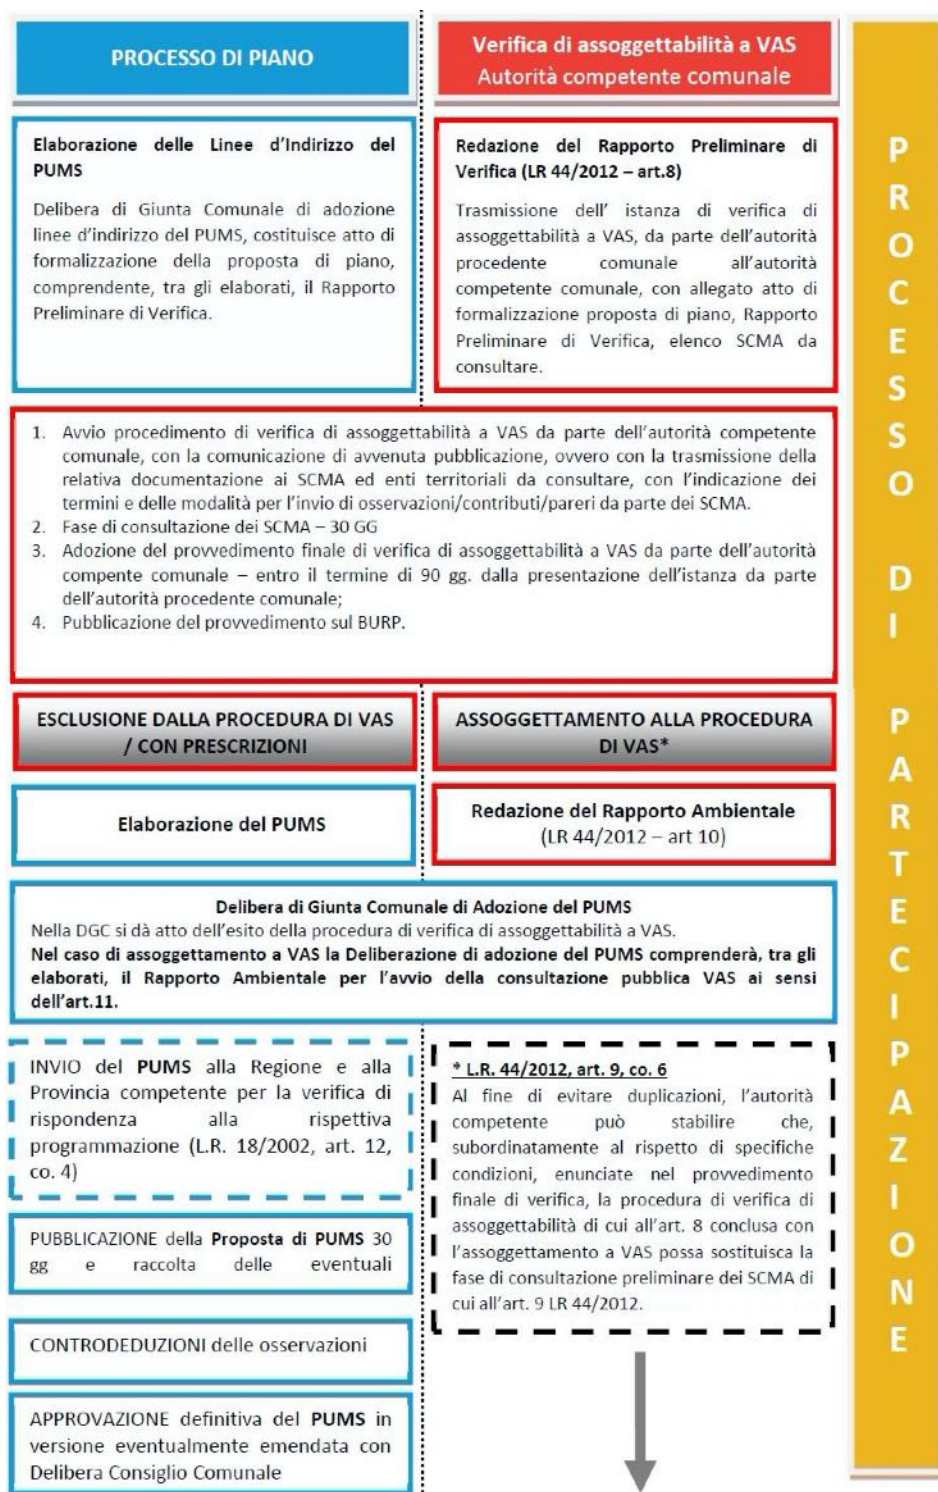 PROCESSO DI PIANO
Verifica di assoggettabilità a VAS
Autorità competente comunale
Elaborazione delle Linee d'Indirizzo del
PUMS
Delibera di Giunta Comunale di adozione
linee d'indirizzo del PUMS, costituisce atto di
formalizzazione della proposta di piano,
comprendente, tra gli elaborati, il Rapporto
Preliminare di Verifica.
Redazione del Rapporto Preliminare di
Verifica (LR 44/2012 – art.8)
Trasmissione dell' istanza di verifica di
assoggettabilità a VAS, da parte dell'autorità
procedente comunale all'autorità
competente comunale, con allegato atto di
formalizzazione proposta di piano, Rapporto
Preliminare di Verifica, elenco SCMA da
consultare.
1. Avvio procedimento di verifica di assoggettabilità a VAS da parte dell'autorità competente
comunale, con la comunicazione di avvenuta pubblicazione, ovvero con la trasmissione della
relativa documentazione ai SCMA ed enti territoriali da consultare, con l'indicazione dei
termini e delle modalità per l'invio di osservazioni/contributi/pareri da parte dei SCMA.
2. Fase di consultazione dei SCMA – 30 GG
3. Adozione del provvedimento finale di verifica di assoggettabilità a VAS da parte dell'autorità
compente comunale – entro il termine di 90 gg. dalla presentazione dell'istanza da parte
dell'autorità procedente comunale;
4. Pubblicazione del provvedimento sul BURP.
ESCLUSIONE DALLA PROCEDURA DI VAS
/ CON PRESCRIZIONI
ASSOGGETTAMENTO ALLA PROCEDURA
DI VAS*
Elaborazione del PUMS
Redazione del Rapporto Ambientale
(LR 44/2012 – art 10)
Delibera di Giunta Comunale di Adozione del PUMS
Nella DGC si dà atto dell'esito della procedura di verifica di assoggettabilità a VAS.
Nel caso di assoggettamento a VAS la Deliberazione di adozione del PUMS comprenderà, tra gli
elaborati, il Rapporto Ambientale per l'avvio della consultazione pubblica VAS ai sensi
dell'art.11.
INVIO del PUMS alla Regione e alla
Provincia competente per la verifica di
rispondenza alla rispettiva
programmazione (L.R. 18/2002, art. 12,
co. 4)
PUBBLICAZIONE della Proposta di PUMS 30
gg e raccolta delle eventuali
CONTRODEDUZIONI delle osservazioni
APPROVAZIONE definitiva del PUMS in
versione eventualmente emendata con
Delibera Consiglio Comunale
* L.R. 44/2012, art. 9, co. 6
Al fine di evitare duplicazioni, l'autorità
competente può stabilire che,
subordinatamente al rispetto di specifiche
condizioni, enunciate nel provvedimento
finale di verifica, la procedura di verifica di
assoggettabilità di cui all'art. 8 conclusa con
l'assoggettamento a VAS possa sostituisca la
fase di consultazione preliminare dei SCMA di
cui all'art. 9 LR 44/2012.
PROCESSO DI PARTECIPAZIONE